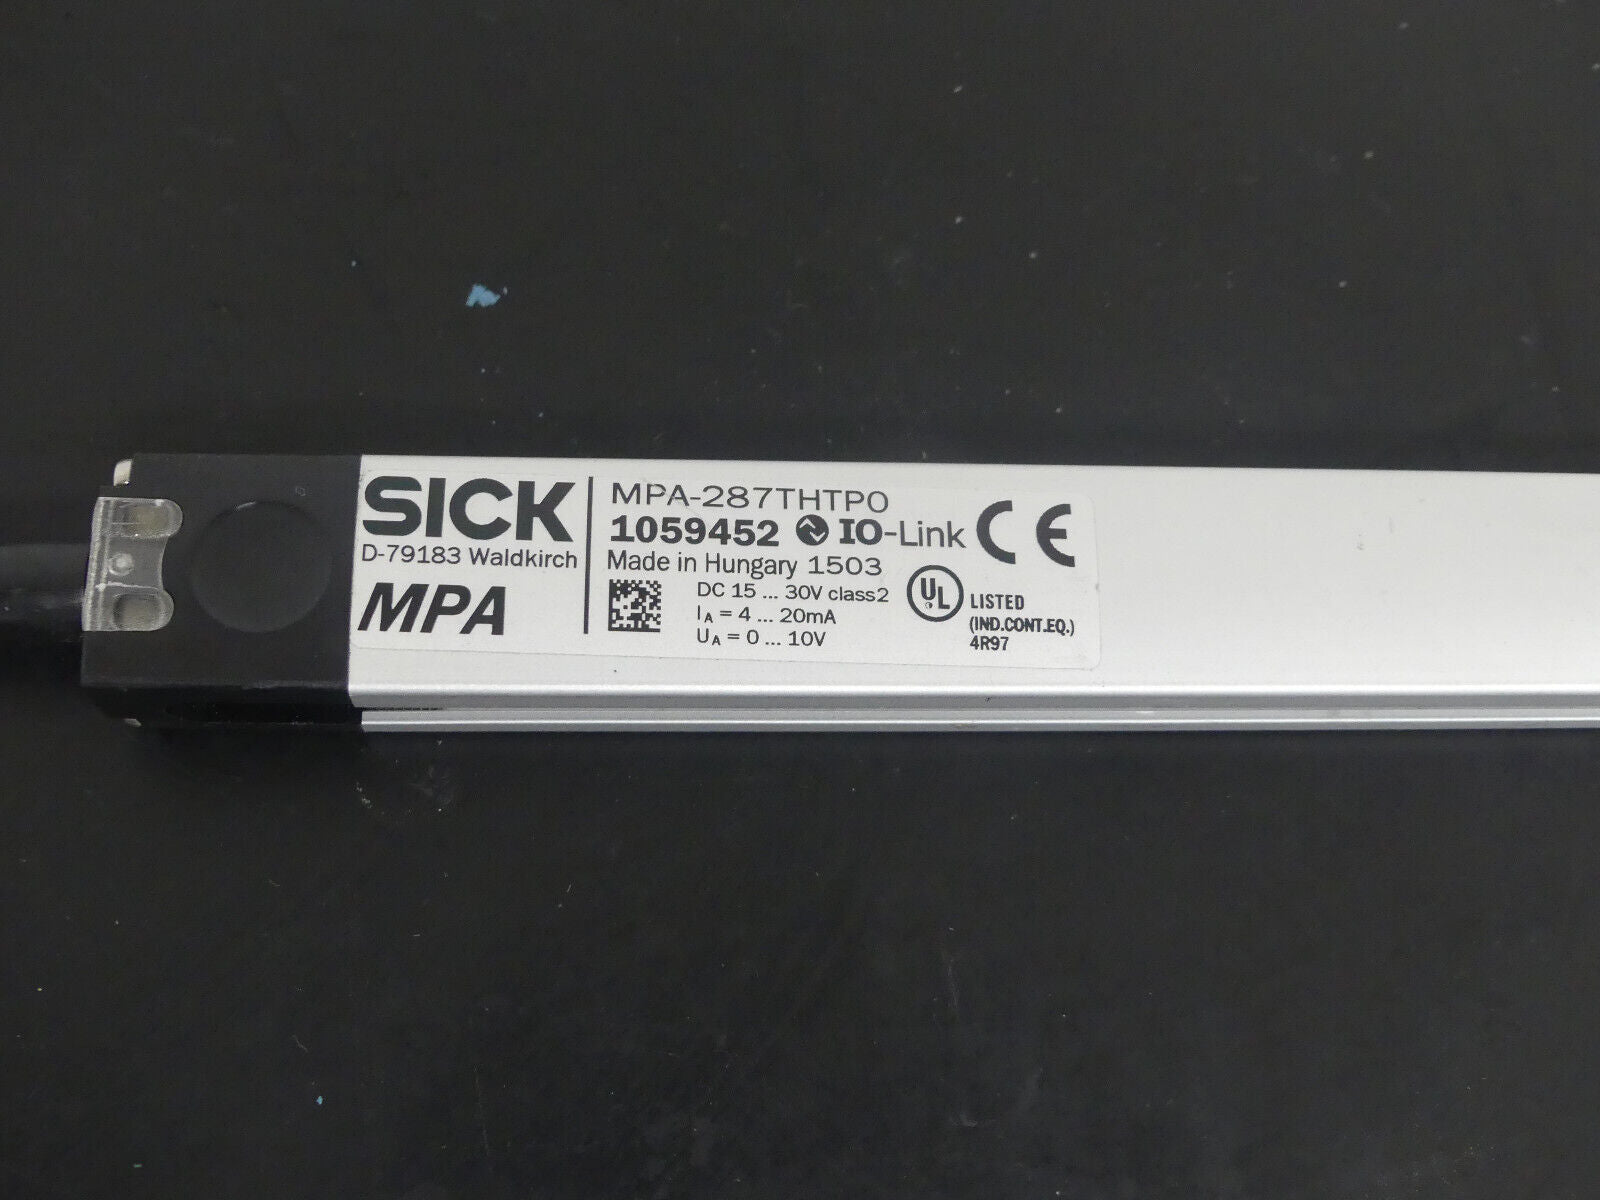 SICK
D-79183 Waldkirch
MPA
MPA-287THTP0
1059452 IO-Link
Made in Hungary 1503
DC 15 ... 30V class2
IA = 4 ... 20mA
UA = 0 ... 10V
CE
UL
LISTED
(IND.CONT.EQ.)
4R97